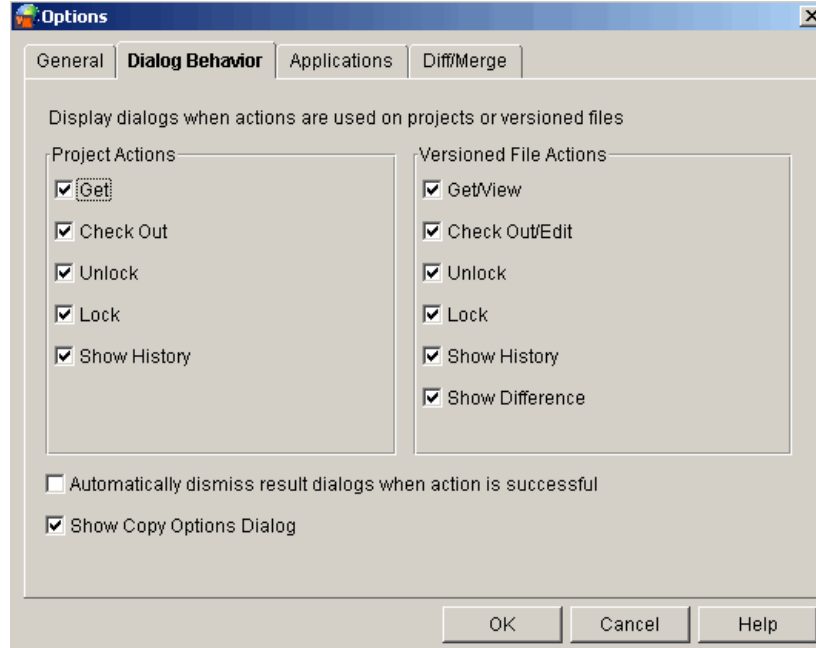 Options
General
Dialog Behavior
Applications
Diff/Merge
Display dialogs when actions are used on projects or versioned files
Project Actions
Get
Check Out
Unlock
Lock
Show History
Versioned File Actions
Get/View
Check Out/Edit
Unlock
Lock
Show History
Show Difference
Automatically dismiss result dialogs when action is successful
Show Copy Options Dialog
OK
Cancel
Help